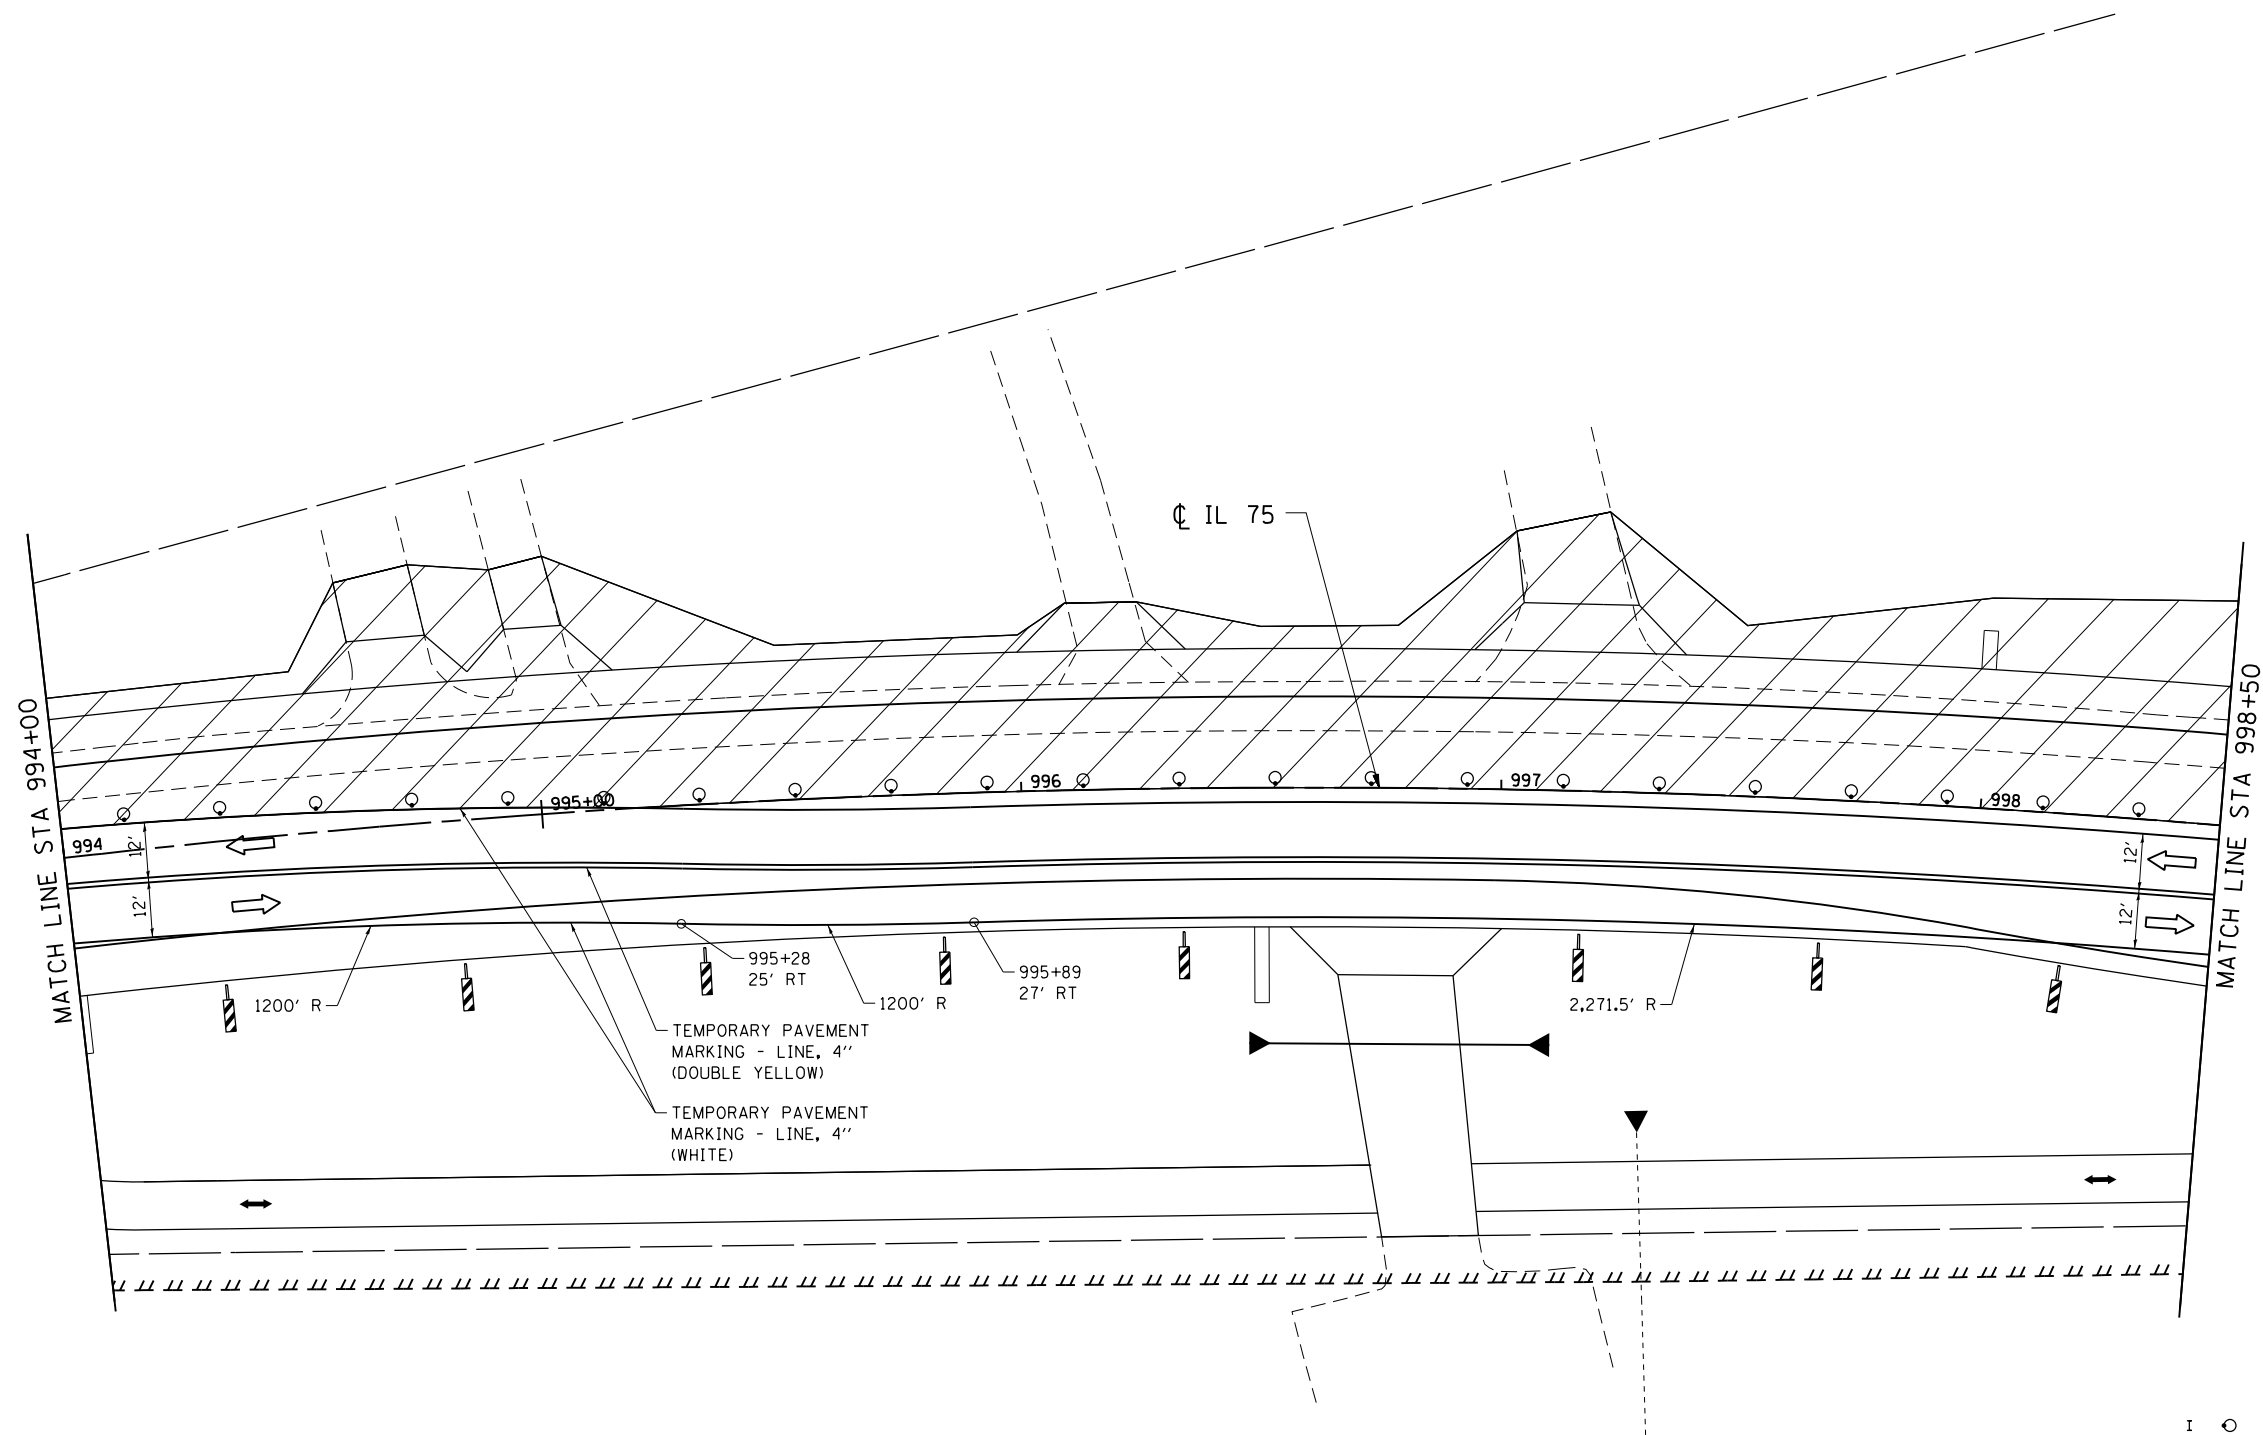 ℄ IL 75
MATCH LINE STA 994+00
MATCH LINE STA 998+50
994
995+00
996
997
998
12'
12'
12'
12'
995+28
25' RT
995+89
27' RT
1200' R
1200' R
2,271.5' R
TEMPORARY PAVEMENT
MARKING - LINE, 4''
(DOUBLE YELLOW)
TEMPORARY PAVEMENT
MARKING - LINE, 4''
(WHITE)
I